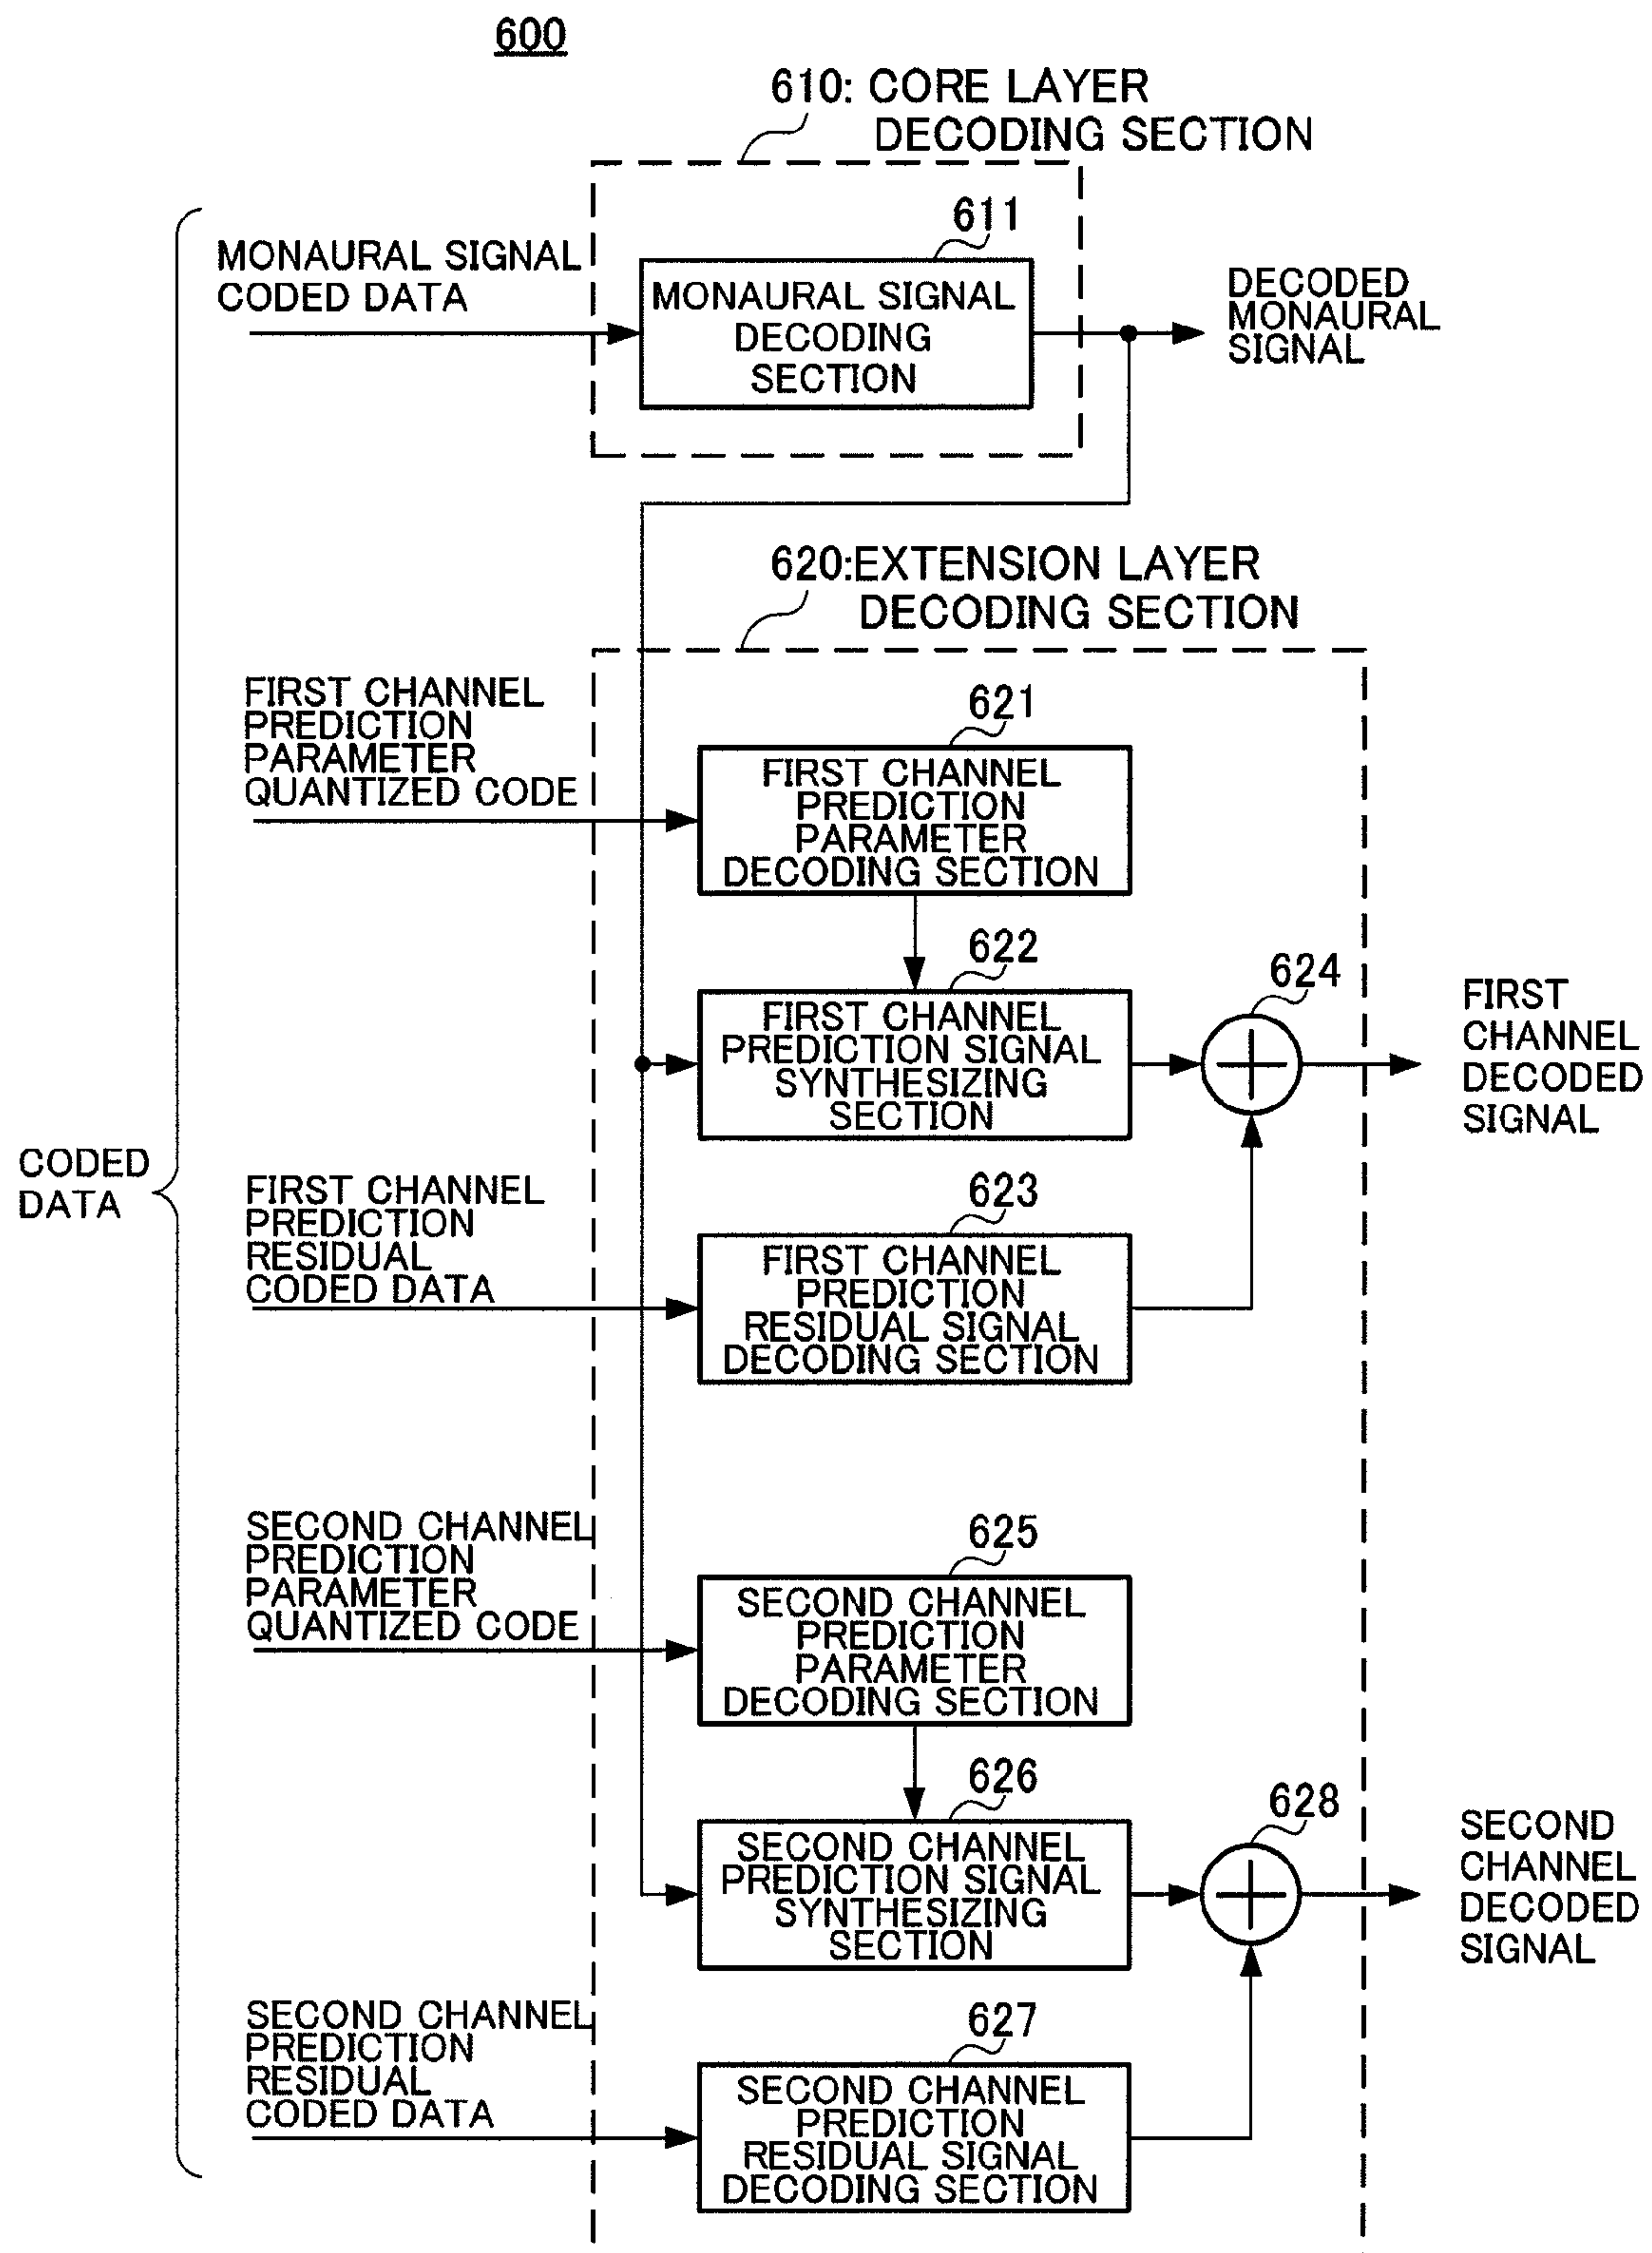 600
610: CORE LAYER
DECODING SECTION
611
MONAURAL SIGNAL
CODED DATA
MONAURAL SIGNAL
DECODING
SECTION
DECODED
MONAURAL
SIGNAL
620:EXTENSION LAYER
DECODING SECTION
FIRST CHANNEL
PREDICTION
PARAMETER
QUANTIZED CODE
621
FIRST CHANNEL
PREDICTION
PARAMETER
DECODING SECTION
622
FIRST CHANNEL
PREDICTION SIGNAL
SYNTHESIZING
SECTION
624
FIRST
CHANNEL
DECODED
SIGNAL
CODED
DATA
FIRST CHANNEL
PREDICTION
RESIDUAL
CODED DATA
623
FIRST CHANNEL
PREDICTION
RESIDUAL SIGNAL
DECODING SECTION
SECOND CHANNEL
PREDICTION
PARAMETER
QUANTIZED CODE
625
SECOND CHANNEL
PREDICTION
PARAMETER
DECODING SECTION
626
SECOND CHANNEL
PREDICTION SIGNAL
SYNTHESIZING
SECTION
628
SECOND
CHANNEL
DECODED
SIGNAL
SECOND CHANNEL
PREDICTION
RESIDUAL
CODED DATA
627
SECOND CHANNEL
PREDICTION
RESIDUAL SIGNAL
DECODING SECTION